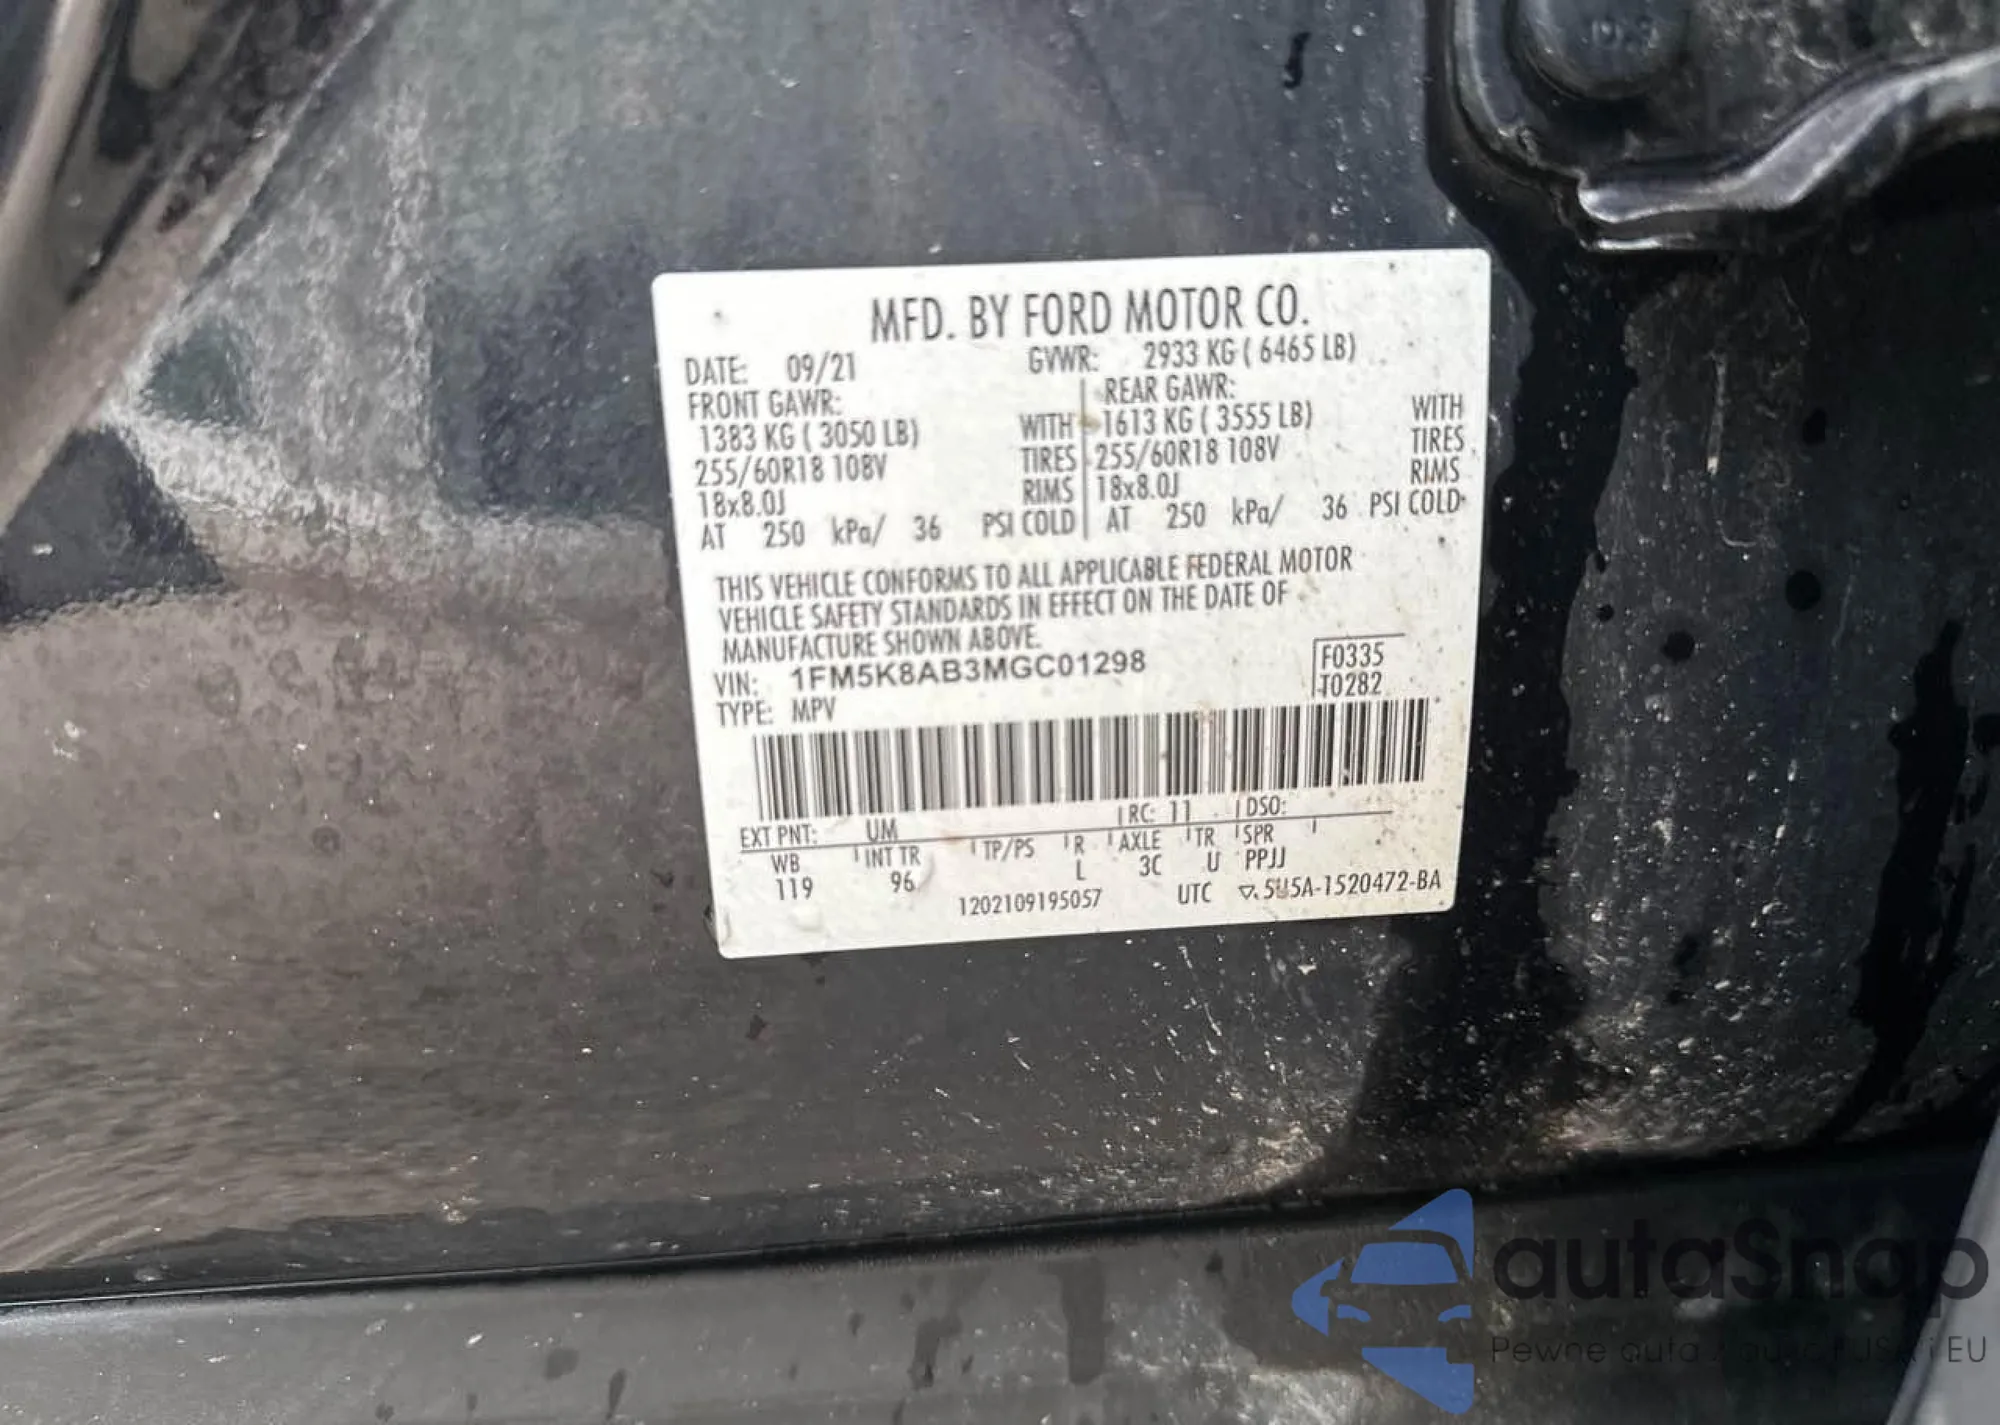 MFD. BY FORD MOTOR CO.
DATE: 09/21 GVWR: 2933 KG ( 6465 LB)
FRONT GAWR: REAR GAWR:
1383 KG ( 3050 LB) WITH 1613 KG ( 3555 LB) WITH
255/60R18 108V TIRES 255/60R18 108V TIRES
18x8.0J RIMS 18x8.0J RIMS
AT 250 kPa/ 36 PSI COLD AT 250 kPa/ 36 PSI COLD
THIS VEHICLE CONFORMS TO ALL APPLICABLE FEDERAL MOTOR
VEHICLE SAFETY STANDARDS IN EFFECT ON THE DATE OF
MANUFACTURE SHOWN ABOVE.
VIN: 1FM5K8AB3MGC01298 F0335
TYPE: MPV T0282
EXT PNT: UM RC: 11 DSO:
WB INT TR TP/PS R AXLE TR SPR
119 96 L 3C U PPJJ
1202109195057 UTC 5U5A-1520472-BA
autaSnap
Pewne auta z aukcji USA i EU